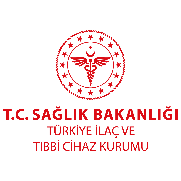 T.C. SAĞLIK BAKANLIĞI
TÜRKİYE İLAÇ VE
TIBBİ CİHAZ KURUMU